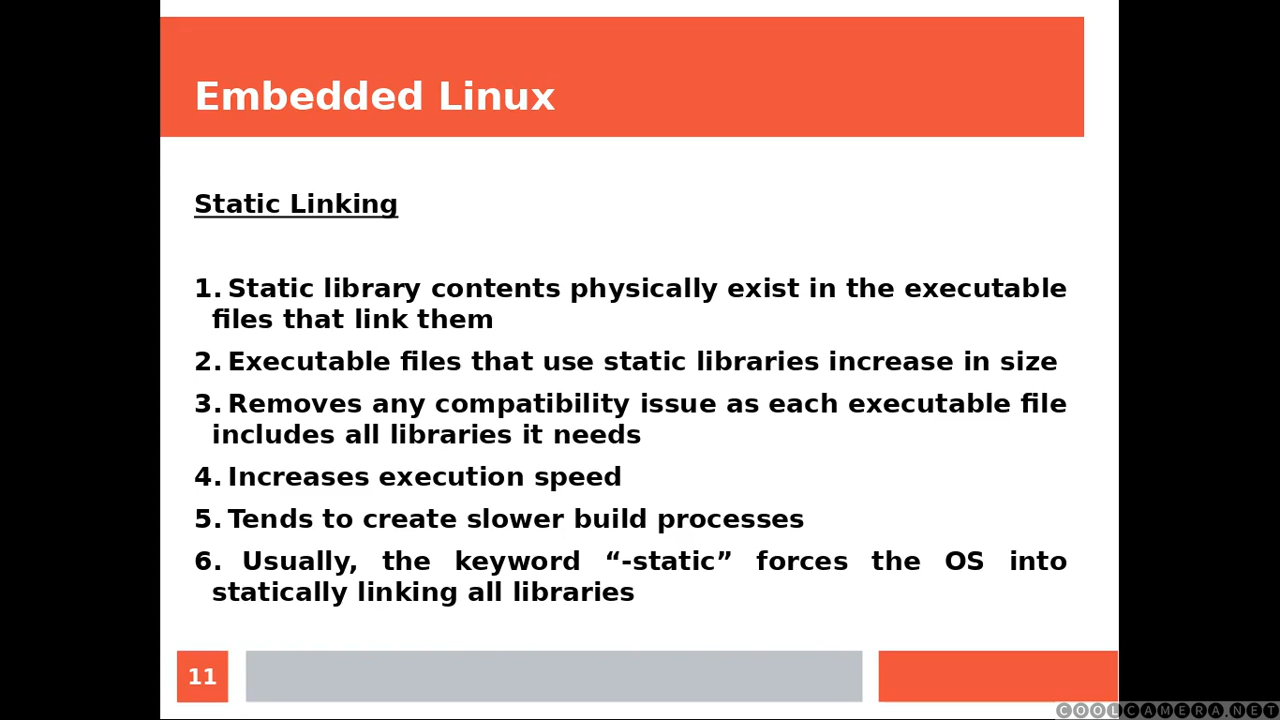 Embedded Linux
Static Linking
1. Static library contents physically exist in the executable
files that link them
2. Executable files that use static libraries increase in size
3. Removes any compatibility issue as each executable file
includes all libraries it needs
4. Increases execution speed
5. Tends to create slower build processes
6. Usually, the keyword “-static” forces the OS into
statically linking all libraries
11
COOLCAMERA.NET